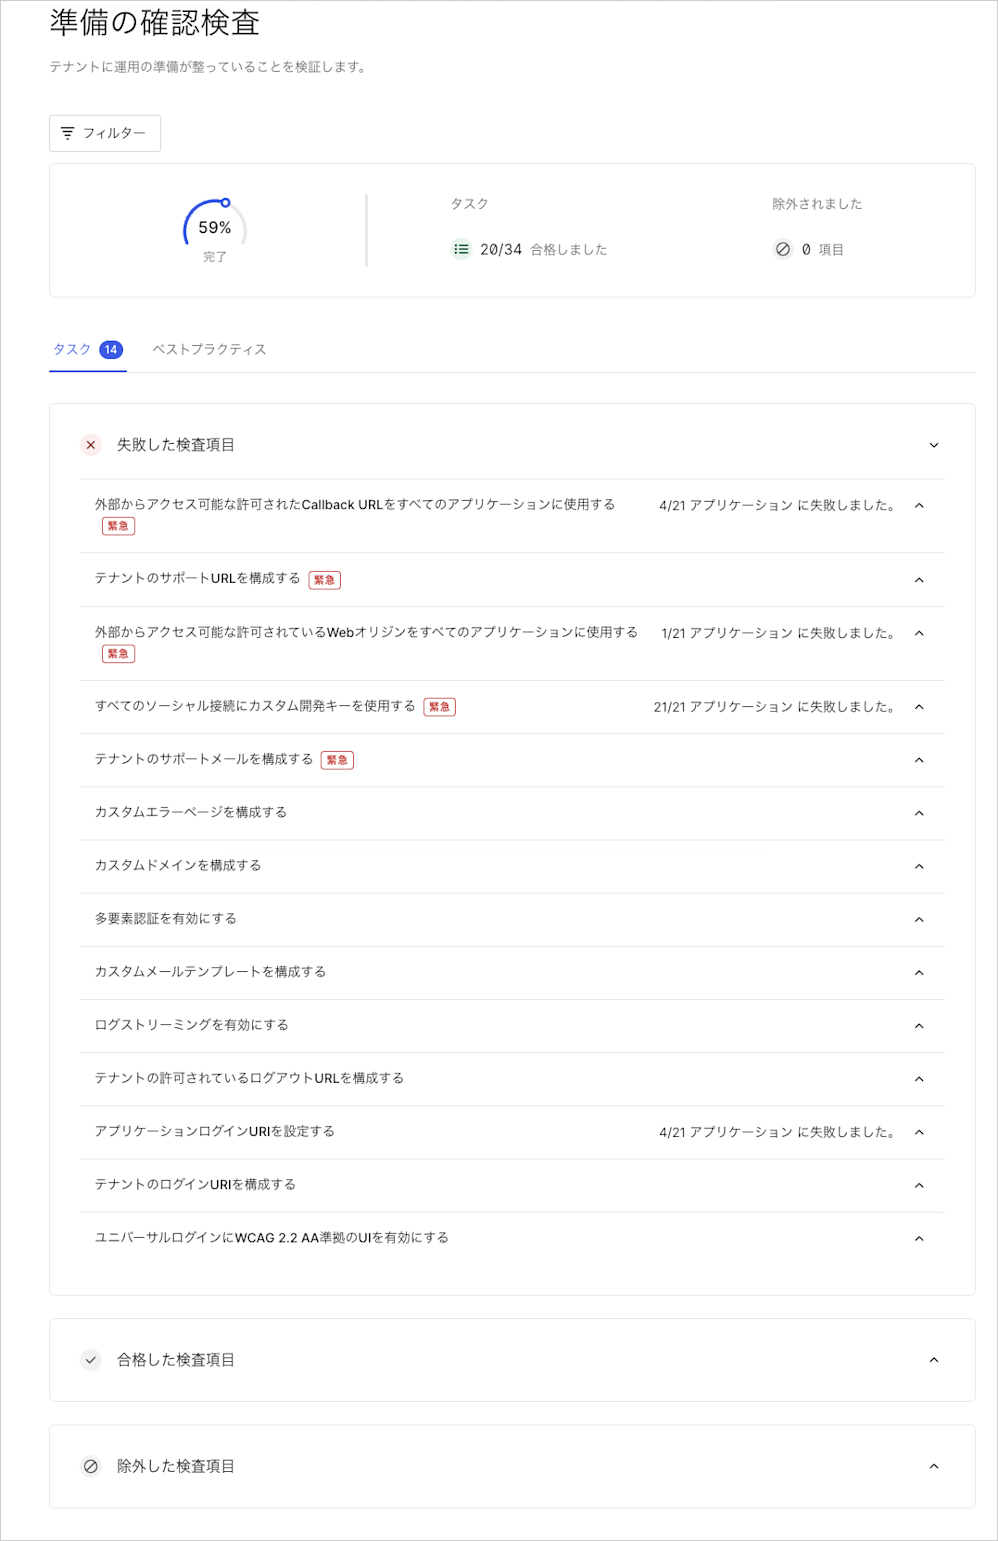 準備の確認検査
テナントに運用の準備が整っていることを検証します。
フィルター
59%
完了
タスク
20/34 合格しました
除外されました
0 項目
タスク 14 ベストプラクティス
失敗した検査項目
外部からアクセス可能な許可されたCallback URLをすべてのアプリケーションに使用する 4/21 アプリケーション に失敗しました。
緊急
テナントのサポートURLを構成する 緊急
外部からアクセス可能な許可されているWebオリジンをすべてのアプリケーションに使用する 1/21 アプリケーション に失敗しました。
緊急
すべてのソーシャル接続にカスタム開発キーを使用する 緊急 21/21 アプリケーション に失敗しました。
テナントのサポートメールを構成する 緊急
カスタムエラーページを構成する
カスタムドメインを構成する
多要素認証を有効にする
カスタムメールテンプレートを構成する
ログストリーミングを有効にする
テナントの許可されているログアウトURLを構成する
アプリケーションログインURIを設定する 4/21 アプリケーション に失敗しました。
テナントのログインURIを構成する
ユニバーサルログインにWCAG 2.2 AA準拠のUIを有効にする
合格した検査項目
除外した検査項目